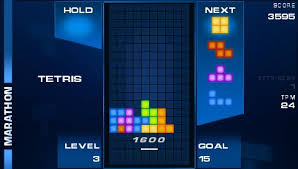 HOLD
NEXT
SCORE
3595
TETRIS
TPM
24
1600
MARATHON
LEVEL
3
GOAL
15